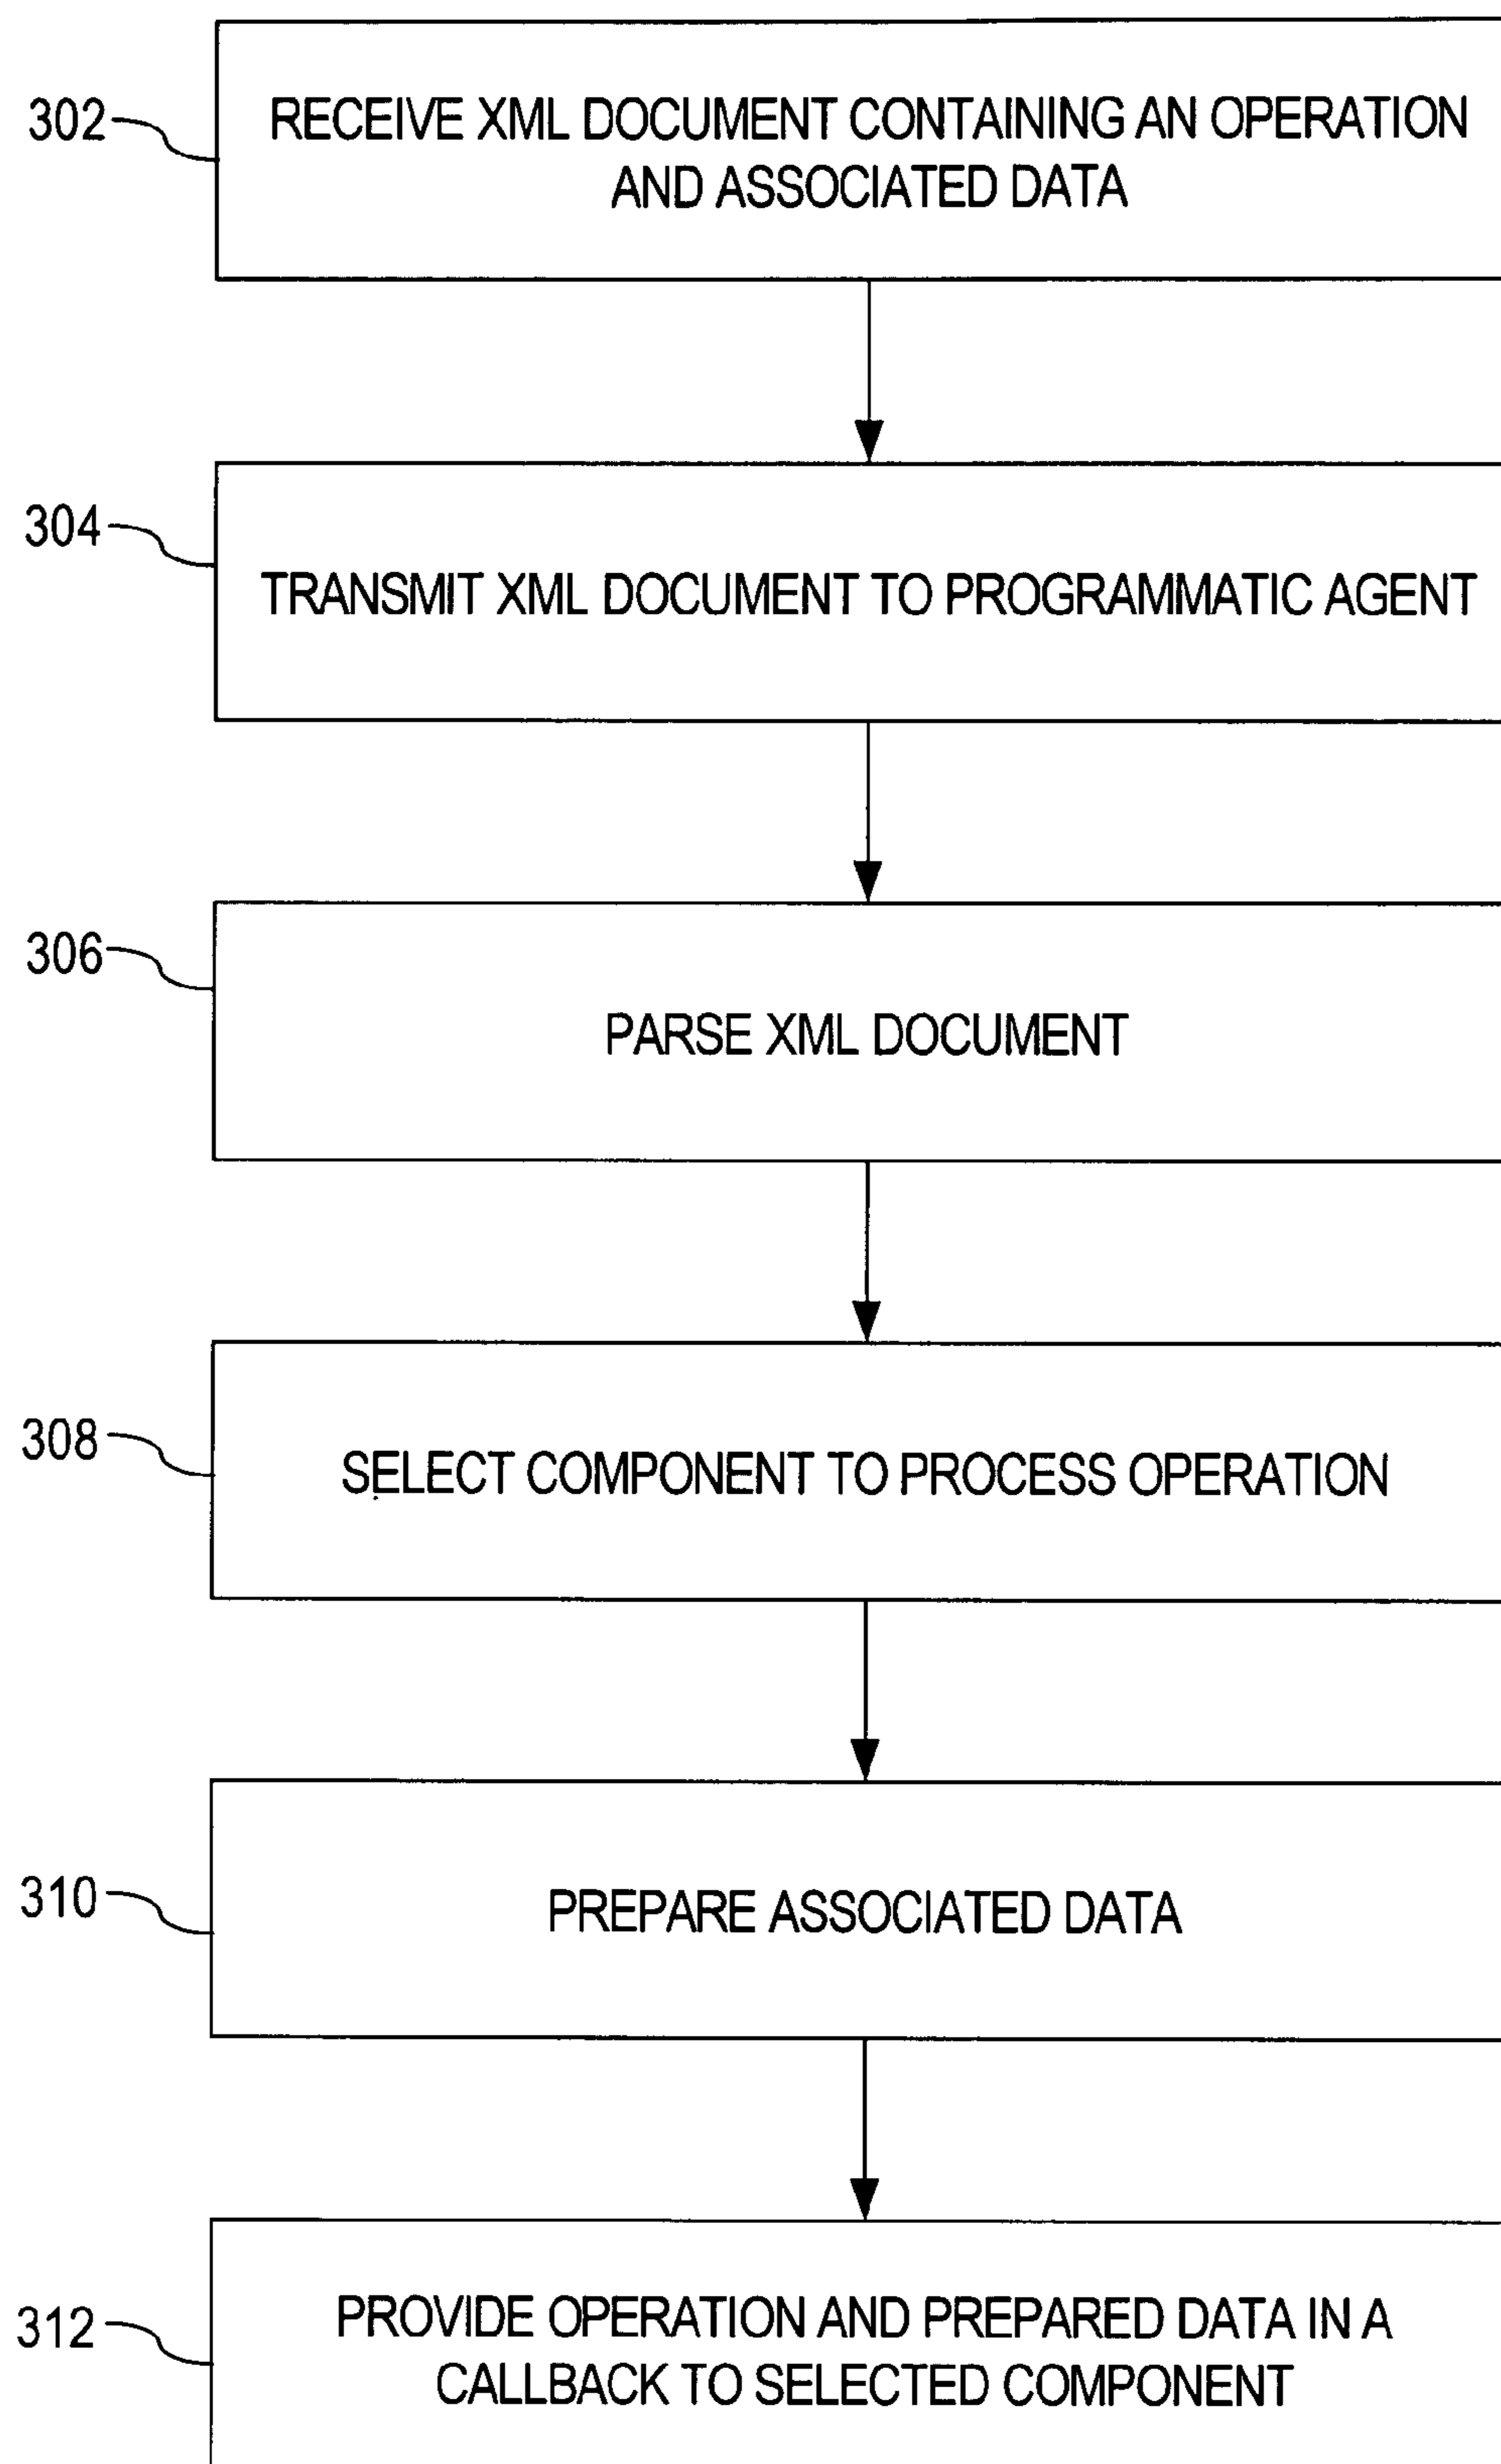 302
RECEIVE XML DOCUMENT CONTAINING AN OPERATION
AND ASSOCIATED DATA
304
TRANSMIT XML DOCUMENT TO PROGRAMMATIC AGENT
306
PARSE XML DOCUMENT
308
SELECT COMPONENT TO PROCESS OPERATION
310
PREPARE ASSOCIATED DATA
312
PROVIDE OPERATION AND PREPARED DATA IN A
CALLBACK TO SELECTED COMPONENT